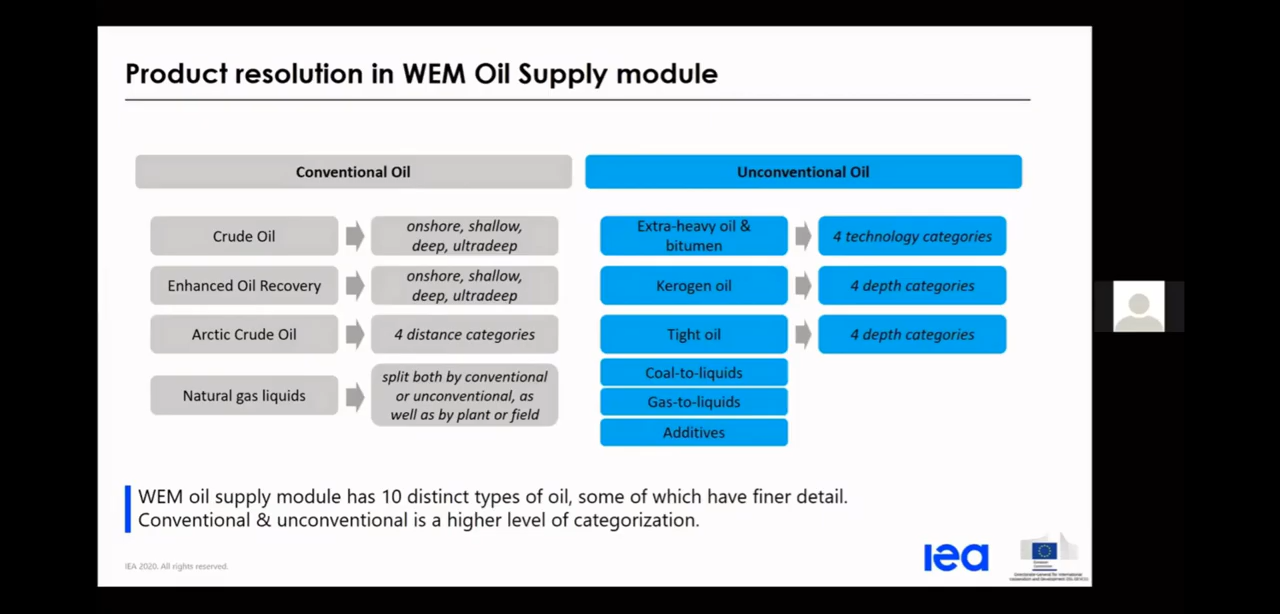 Product resolution in WEM Oil Supply module
Conventional Oil
Unconventional Oil
Crude Oil
onshore, shallow,
deep, ultradeep
Extra-heavy oil &
bitumen
4 technology categories
Enhanced Oil Recovery
onshore, shallow,
deep, ultradeep
Kerogen oil
4 depth categories
Arctic Crude Oil
4 distance categories
Tight oil
4 depth categories
Natural gas liquids
split both by conventional
or unconventional, as
well as by plant or field
Coal-to-liquids
Gas-to-liquids
Additives
WEM oil supply module has 10 distinct types of oil, some of which have finer detail.
Conventional & unconventional is a higher level of categorization.
IEA 2020. All rights reserved.
iea